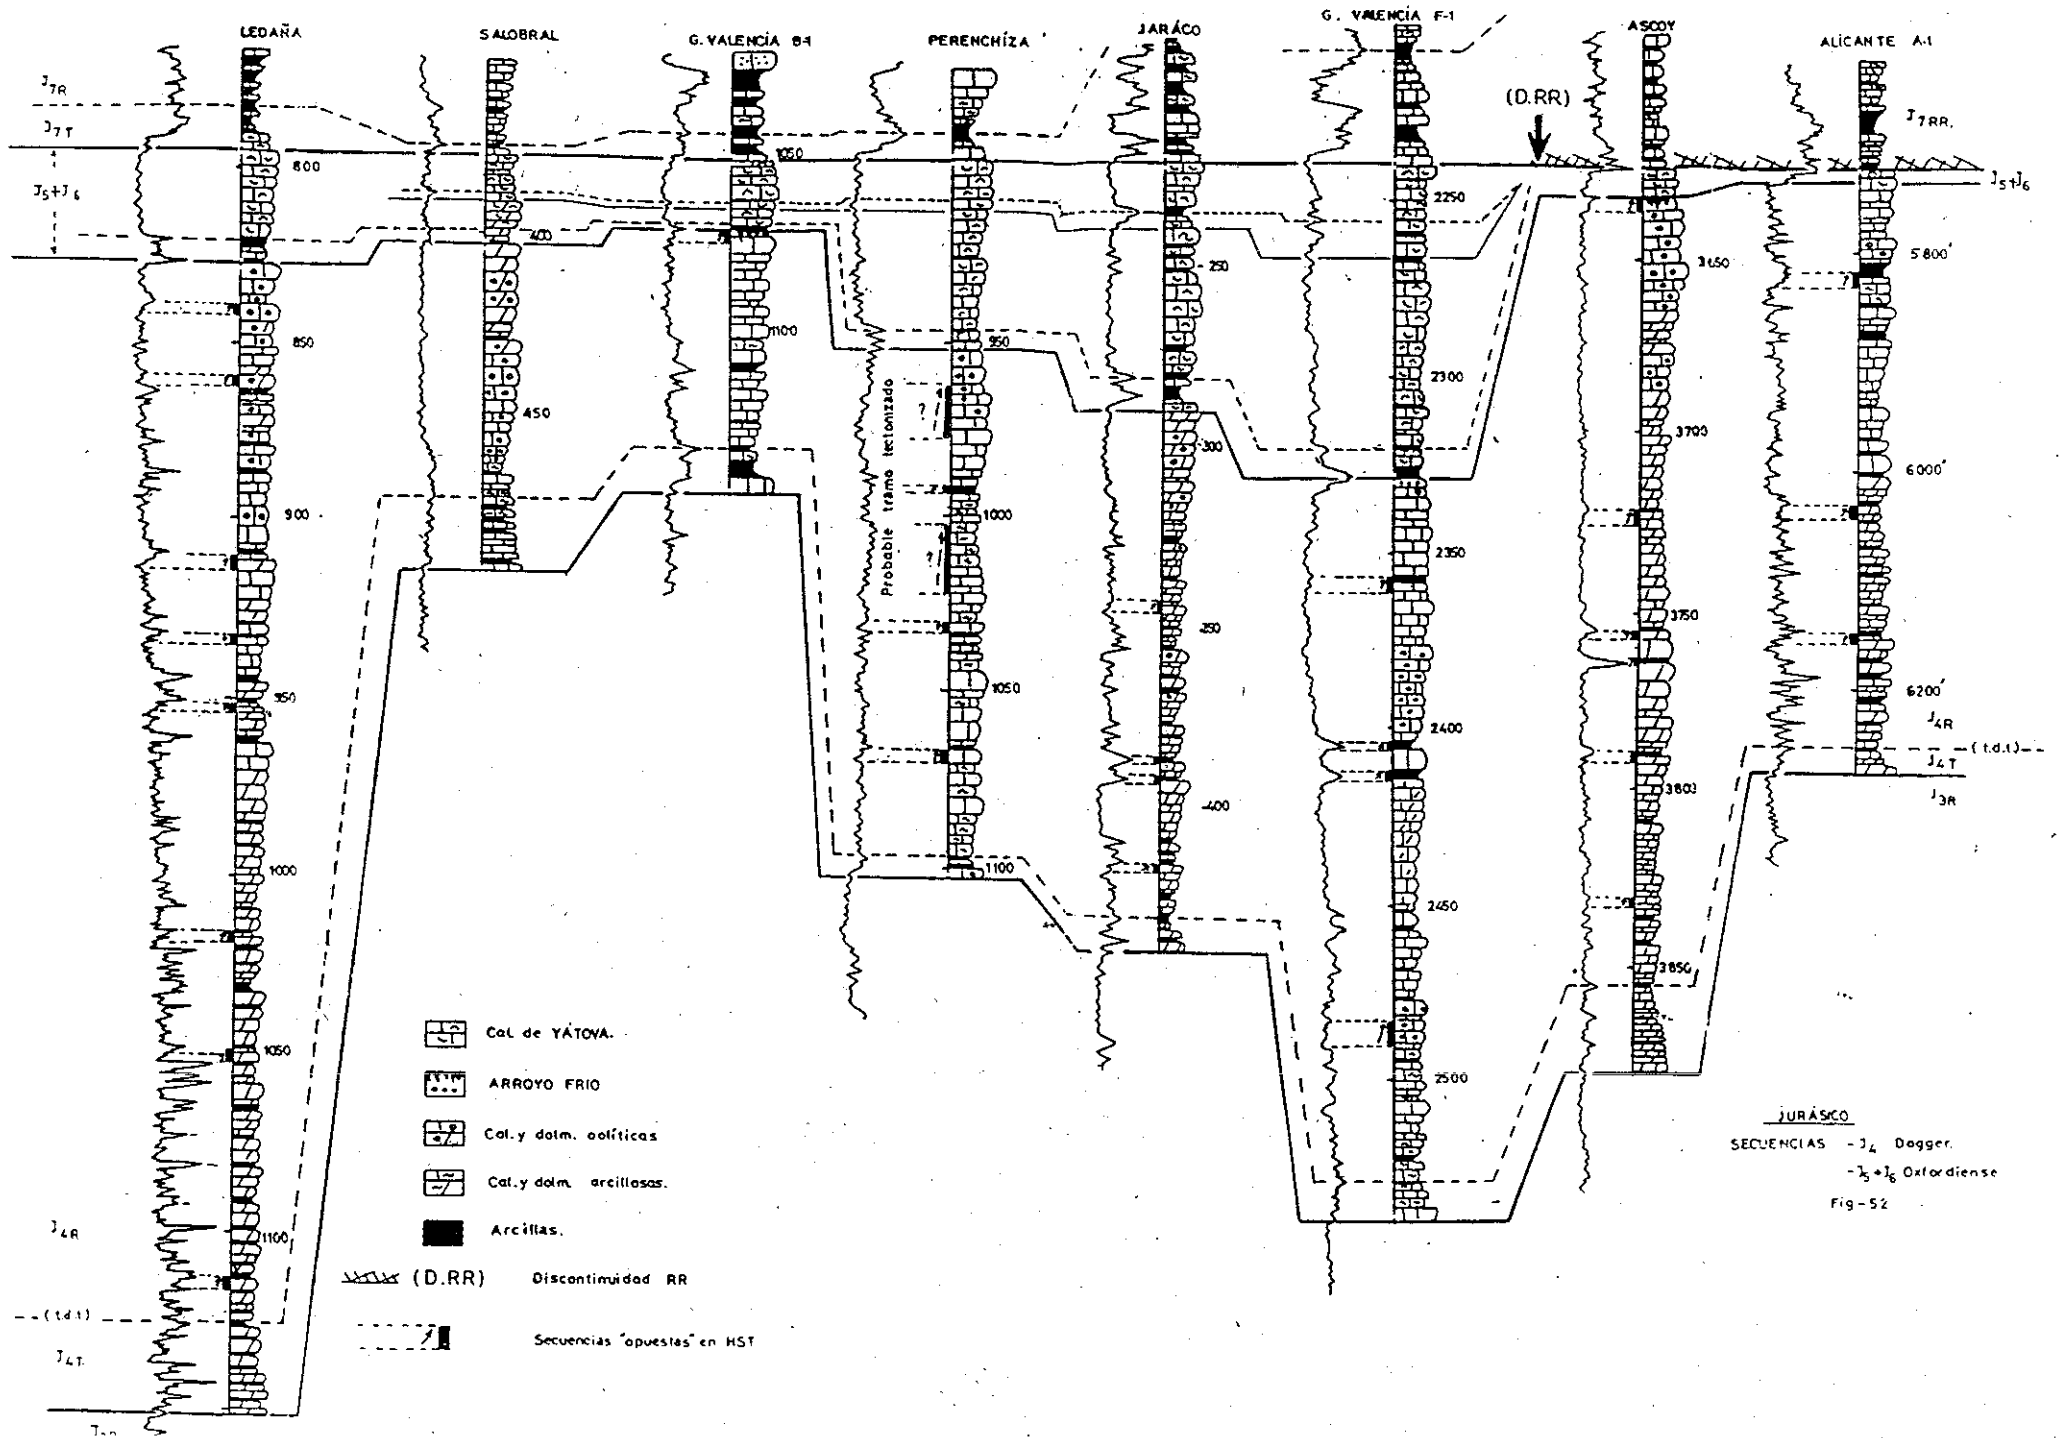 LEDAÑA
SALOBRAL
G.VALENCIA B-1
PERENCHIZA
JARÁCO
G. VALENCIA F-1
ASCOY
ALICANTE A-1
J7R
J7T
J5+J6
(D.RR)
J7RR.
J5+J6
800
850
900
950
1000
1050
1100
400
450
1050
1100
950
1000
1050
1100
Probable tramo tectonizado
?
?
250
300
350
400
2250
2300
2350
2400
2450
2500
3650
3700
3750
3800
3850
5800'
6000'
6200'
J4R
(t.d.t)
J4T
J3R
J4R
(t.d.t)
J4T
Cal. de YÁTOVA.
ARROYO FRIO
Cal. y dolm. oolíticas
Cal. y dolm. arcillosas.
Arcillas.
(D.RR) Discontinuidad RR
Secuencias "opuestas" en HST
JURÁSICO
SECUENCIAS - J4 Dogger.
- J5+J6 Oxfordiense
Fig-52